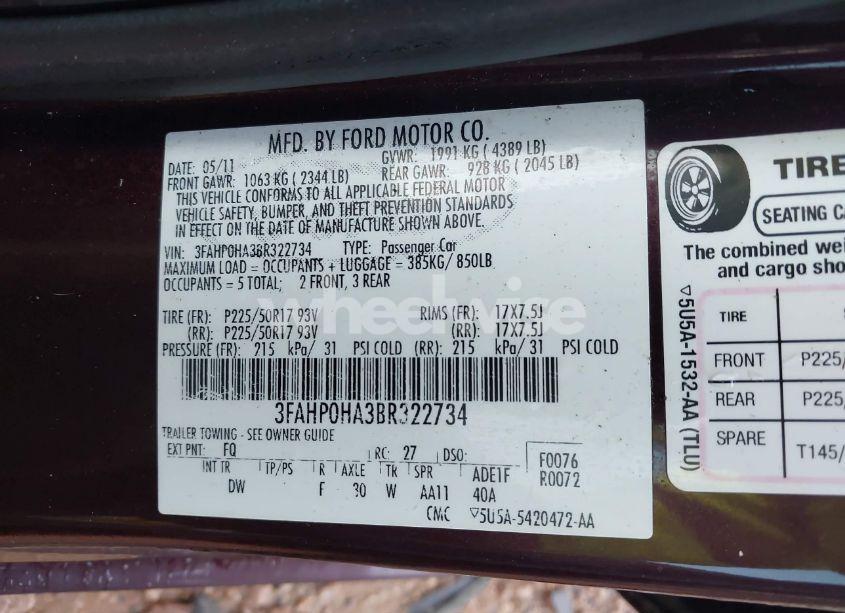 MFD. BY FORD MOTOR CO.
DATE: 05/11 GVWR: 1991 KG ( 4389 LB)
FRONT GAWR: 1063 KG ( 2344 LB) REAR GAWR: 928 KG ( 2045 LB)
THIS VEHICLE CONFORMS TO ALL APPLICABLE FEDERAL MOTOR
VEHICLE SAFETY, BUMPER, AND THEFT PREVENTION STANDARDS
IN EFFECT ON THE DATE OF MANUFACTURE SHOWN ABOVE.
VIN: 3FAHP0HA3BR322734 TYPE: Passenger Car
MAXIMUM LOAD = OCCUPANTS + LUGGAGE = 385KG/ 850LB
OCCUPANTS = 5 TOTAL; 2 FRONT, 3 REAR
wheelwise
TIRE (FR): P225/50R17 93V RIMS (FR): 17X7.5J
(RR): P225/50R17 93V (RR): 17X7.5J
PRESSURE (FR): 215 kPa/ 31 PSI COLD (RR): 215 kPa/ 31 PSI COLD
3FAHP0HA3BR322734
TRAILER TOWING - SEE OWNER GUIDE
EXT PNT: FQ RC: 27 DSO: F0076
INT TR TP/PS R AXLE TR SPR ADE1F R0072
DW F 30 W AA11 40A
CMC ▽5U5A-5420472-AA
TIRE
SEATING CA
The combined wei
and cargo sho
▽5U5A-1532-AA (TLU)
TIRE
FRONT P225/
REAR P225/
SPARE T145/